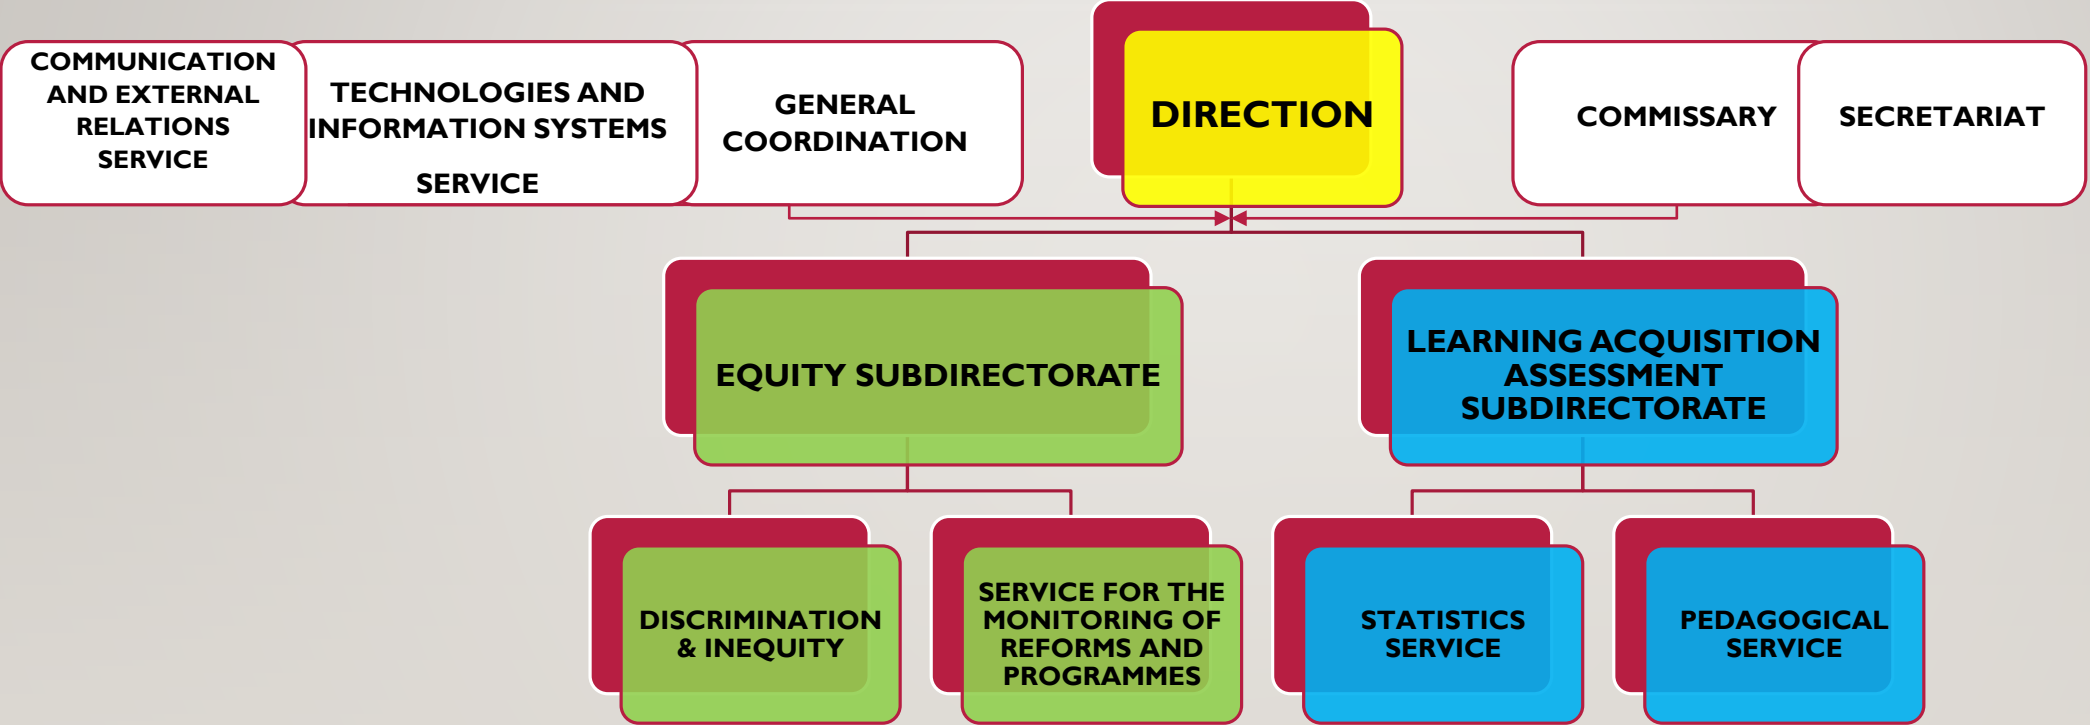 COMMUNICATION
AND EXTERNAL
RELATIONS
SERVICE
TECHNOLOGIES AND
INFORMATION SYSTEMS
SERVICE
GENERAL
COORDINATION
DIRECTION
COMMISSARY
SECRETARIAT
EQUITY SUBDIRECTORATE
LEARNING ACQUISITION
ASSESSMENT
SUBDIRECTORATE
DISCRIMINATION
& INEQUITY
SERVICE FOR THE
MONITORING OF
REFORMS AND
PROGRAMMES
STATISTICS
SERVICE
PEDAGOGICAL
SERVICE